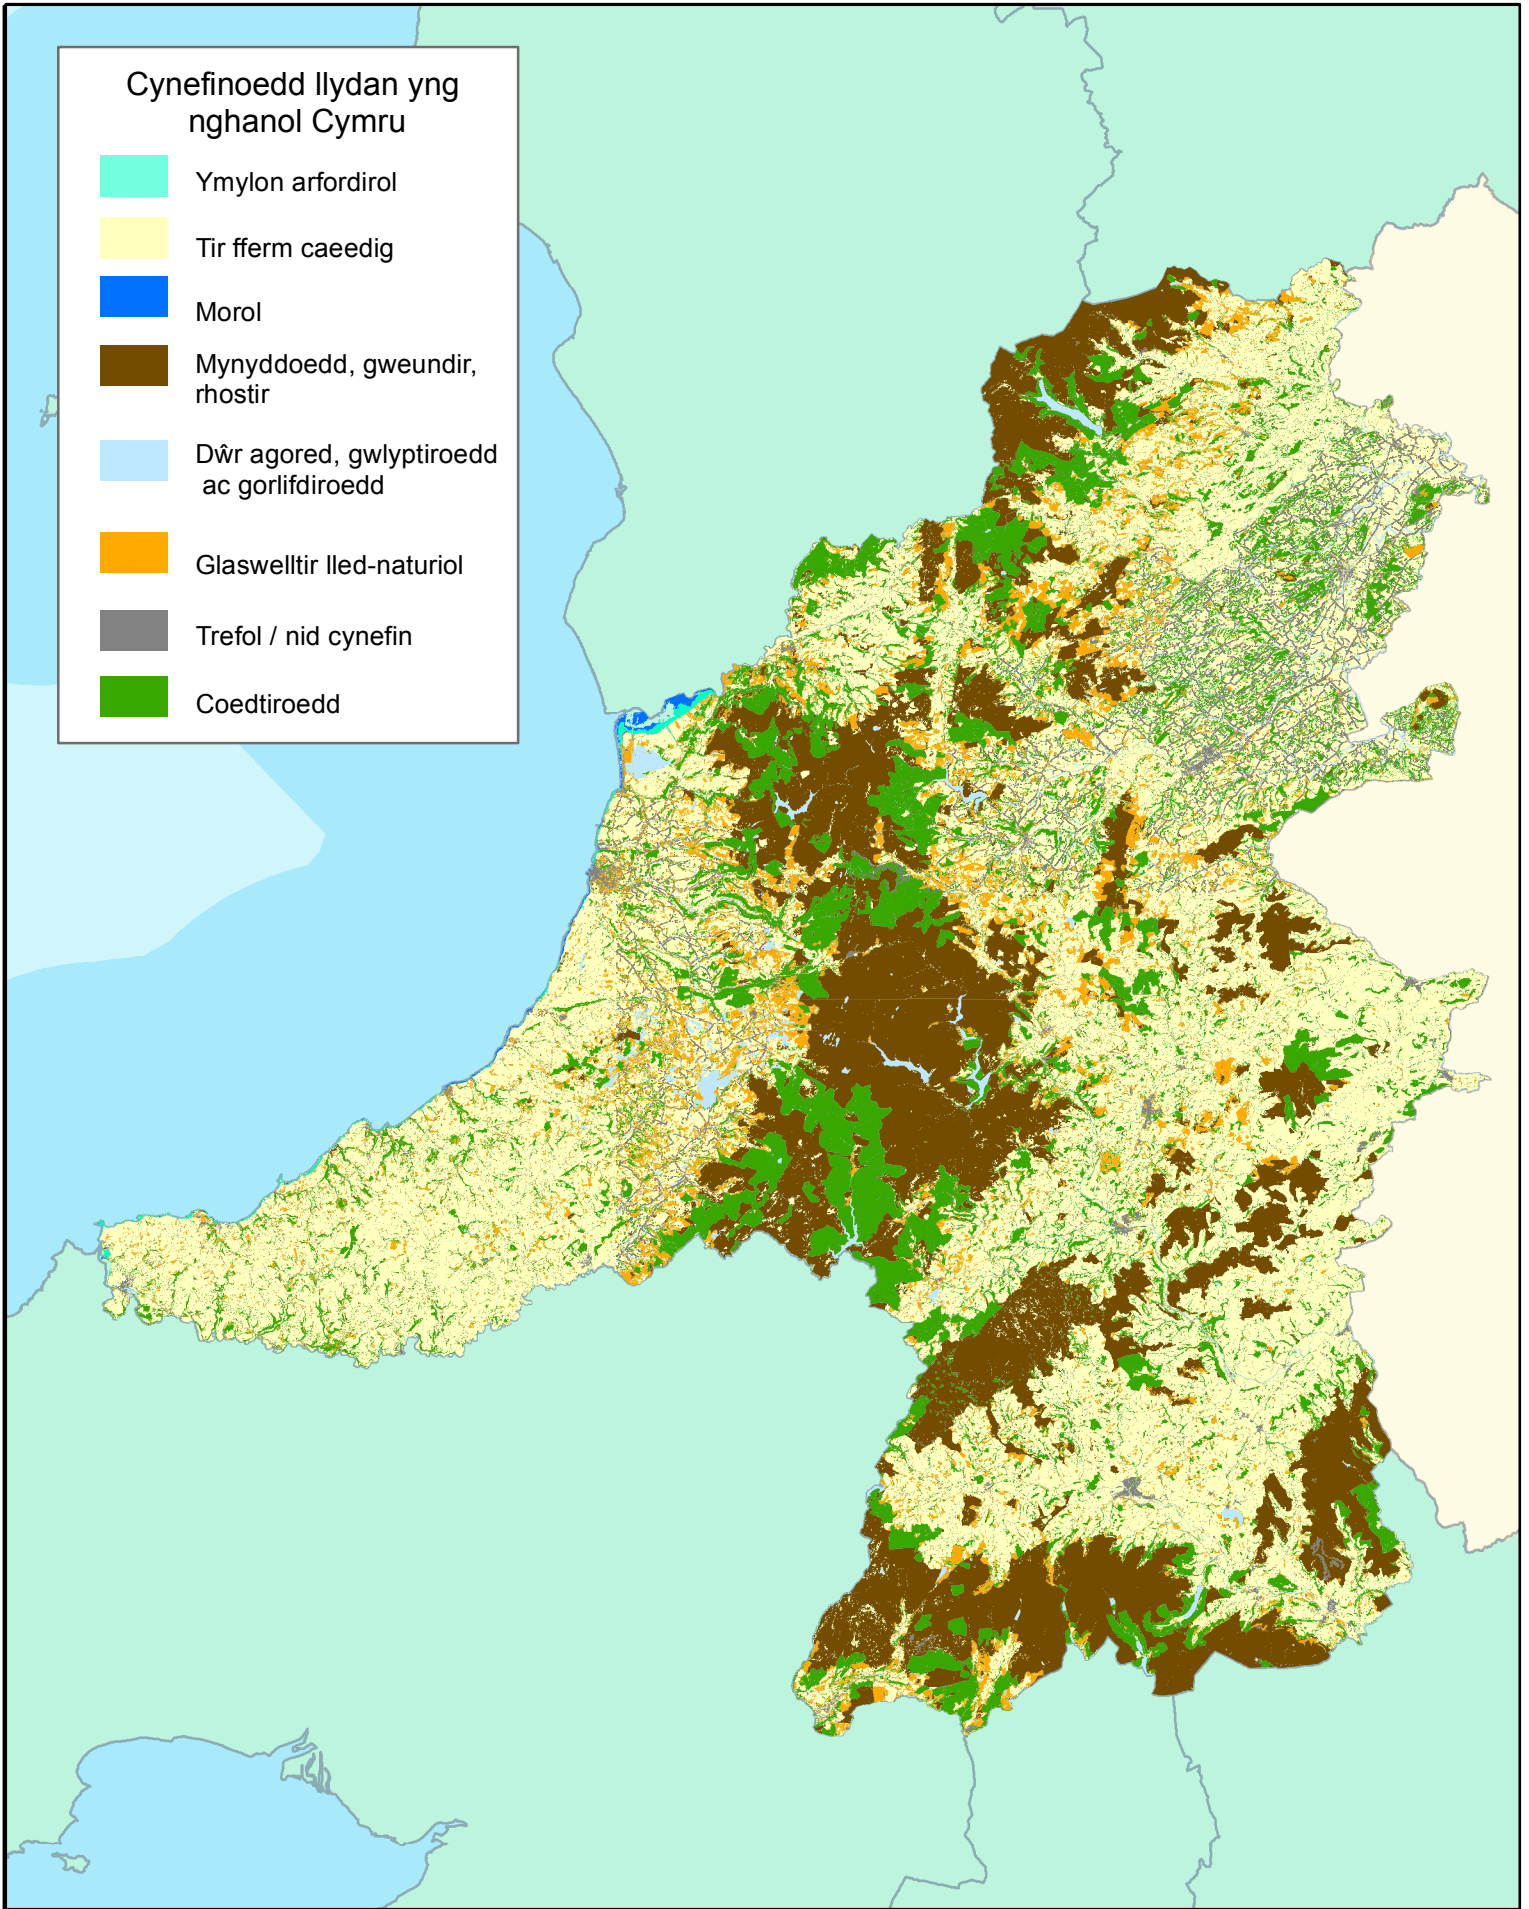 Cynefinoedd llydan yng
nghanol Cymru
Ymylon arfordirol
Tir fferm caeedig
Morol
Mynyddoedd, gweundir,
rhostir
Dŵr agored, gwlyptiroedd
ac gorlifdiroedd
Glaswelltir lled-naturiol
Trefol / nid cynefin
Coedtiroedd